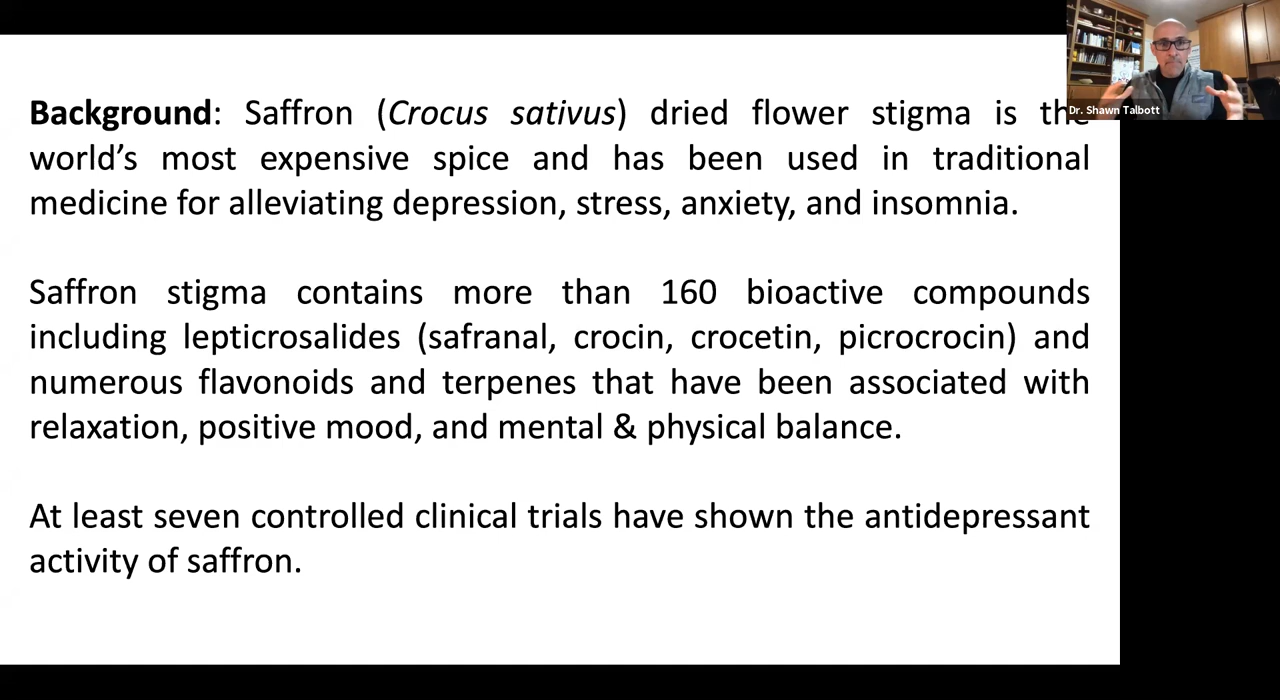 Background: Saffron (Crocus sativus) dried flower stigma is the
world’s most expensive spice and has been used in traditional
medicine for alleviating depression, stress, anxiety, and insomnia.
Saffron stigma contains more than 160 bioactive compounds
including lepticrosalides (safranal, crocin, crocetin, picrocrocin) and
numerous flavonoids and terpenes that have been associated with
relaxation, positive mood, and mental & physical balance.
At least seven controlled clinical trials have shown the antidepressant
activity of saffron.
Dr. Shawn Talbott